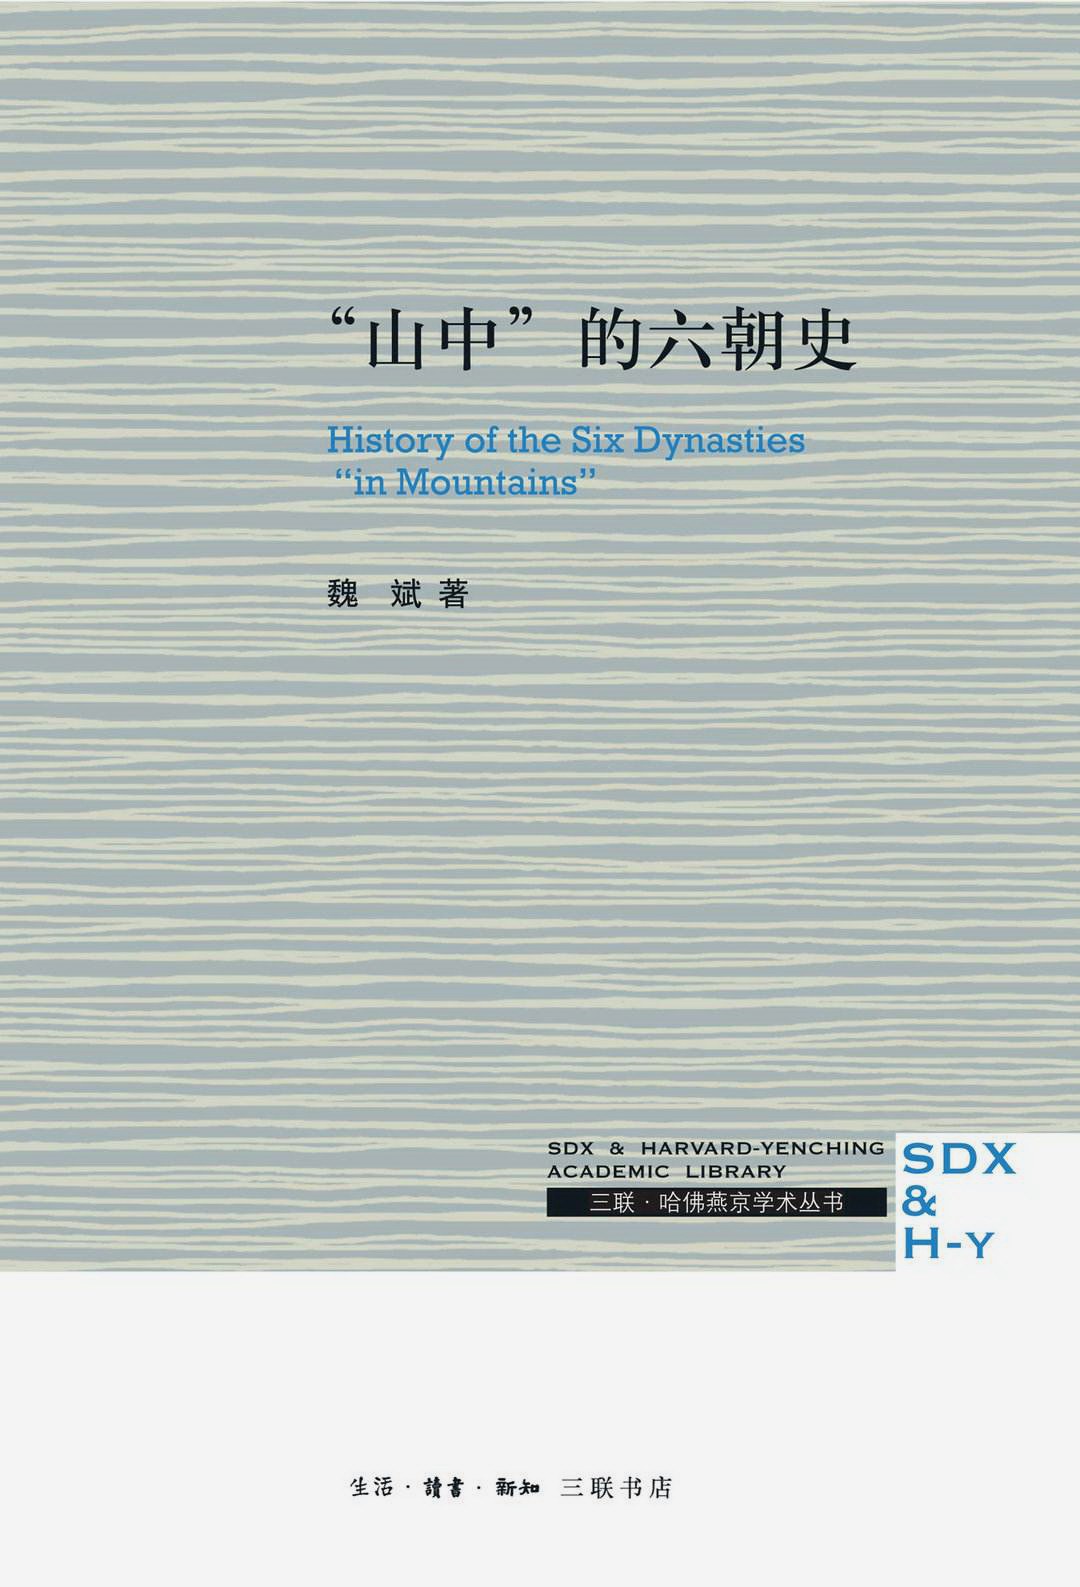 “山中”的六朝史
History of the Six Dynasties
“in Mountains”
魏 斌 著
SDX & HARVARD-YENCHING
ACADEMIC LIBRARY
三联·哈佛燕京学术丛书
SDX
&
H-Y
生活·讀書·新知 三联书店